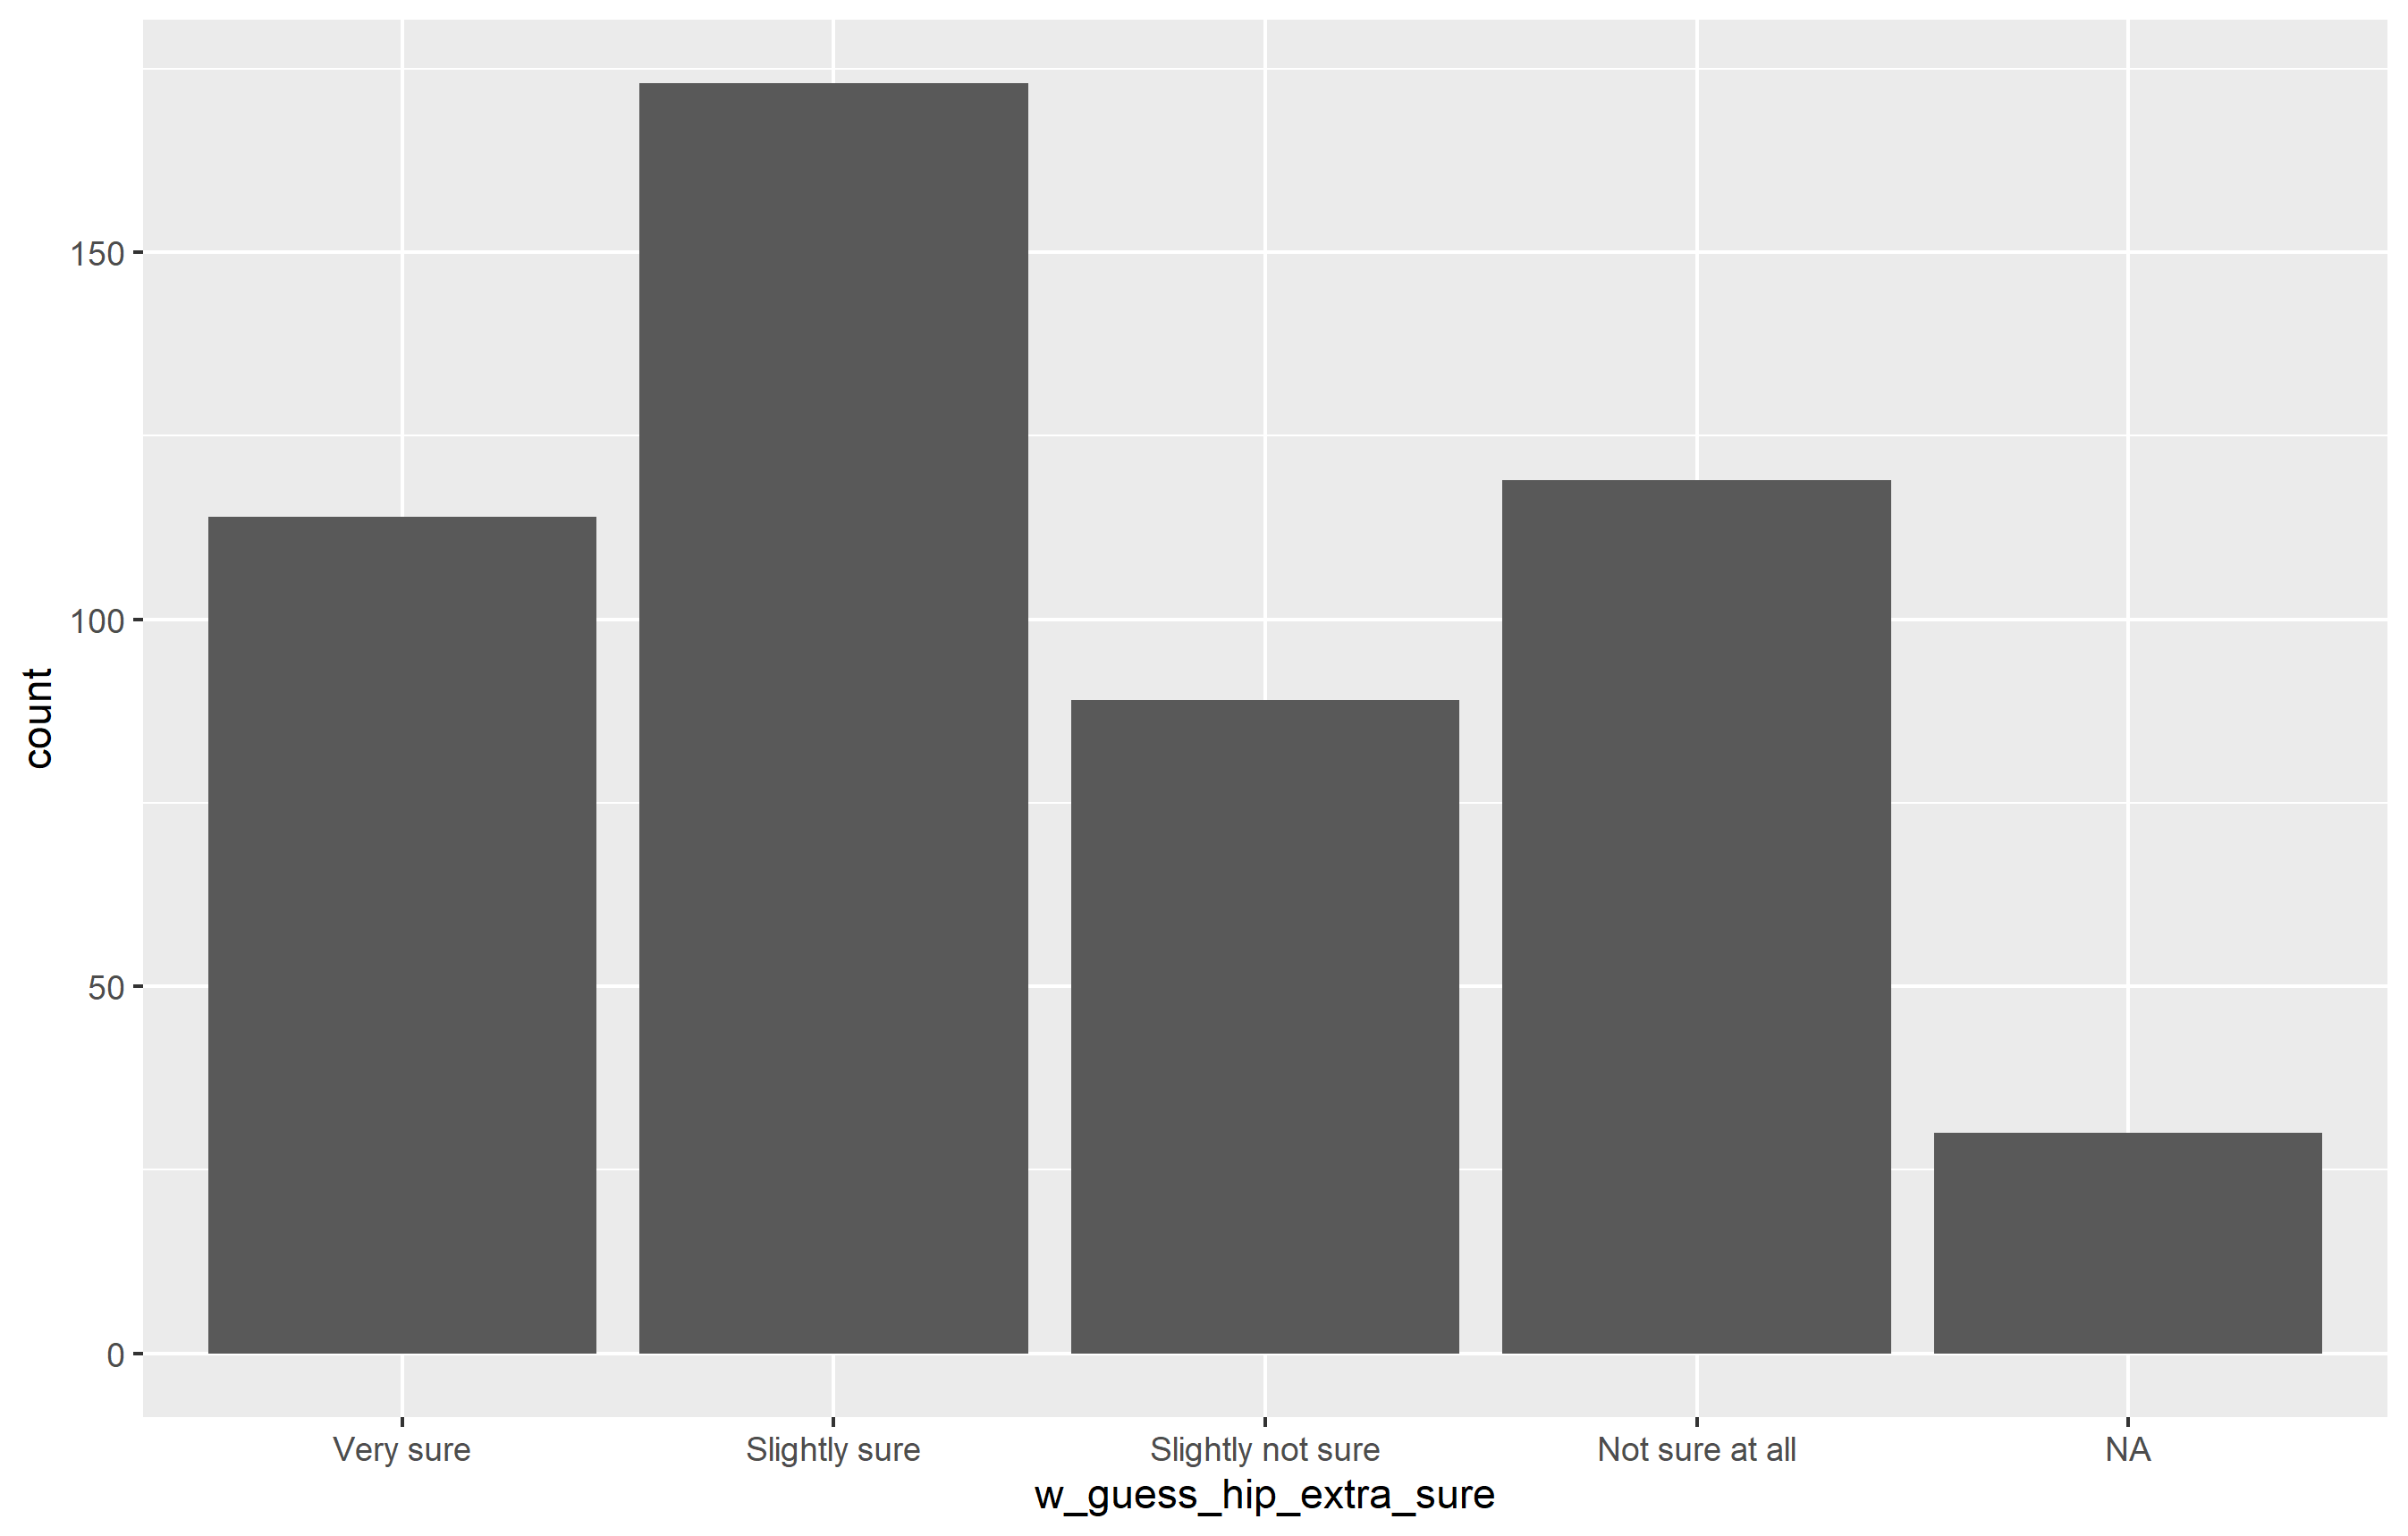 count
150
100
50
0
Very sure
Slightly sure
Slightly not sure
Not sure at all
NA
w_guess_hip_extra_sure